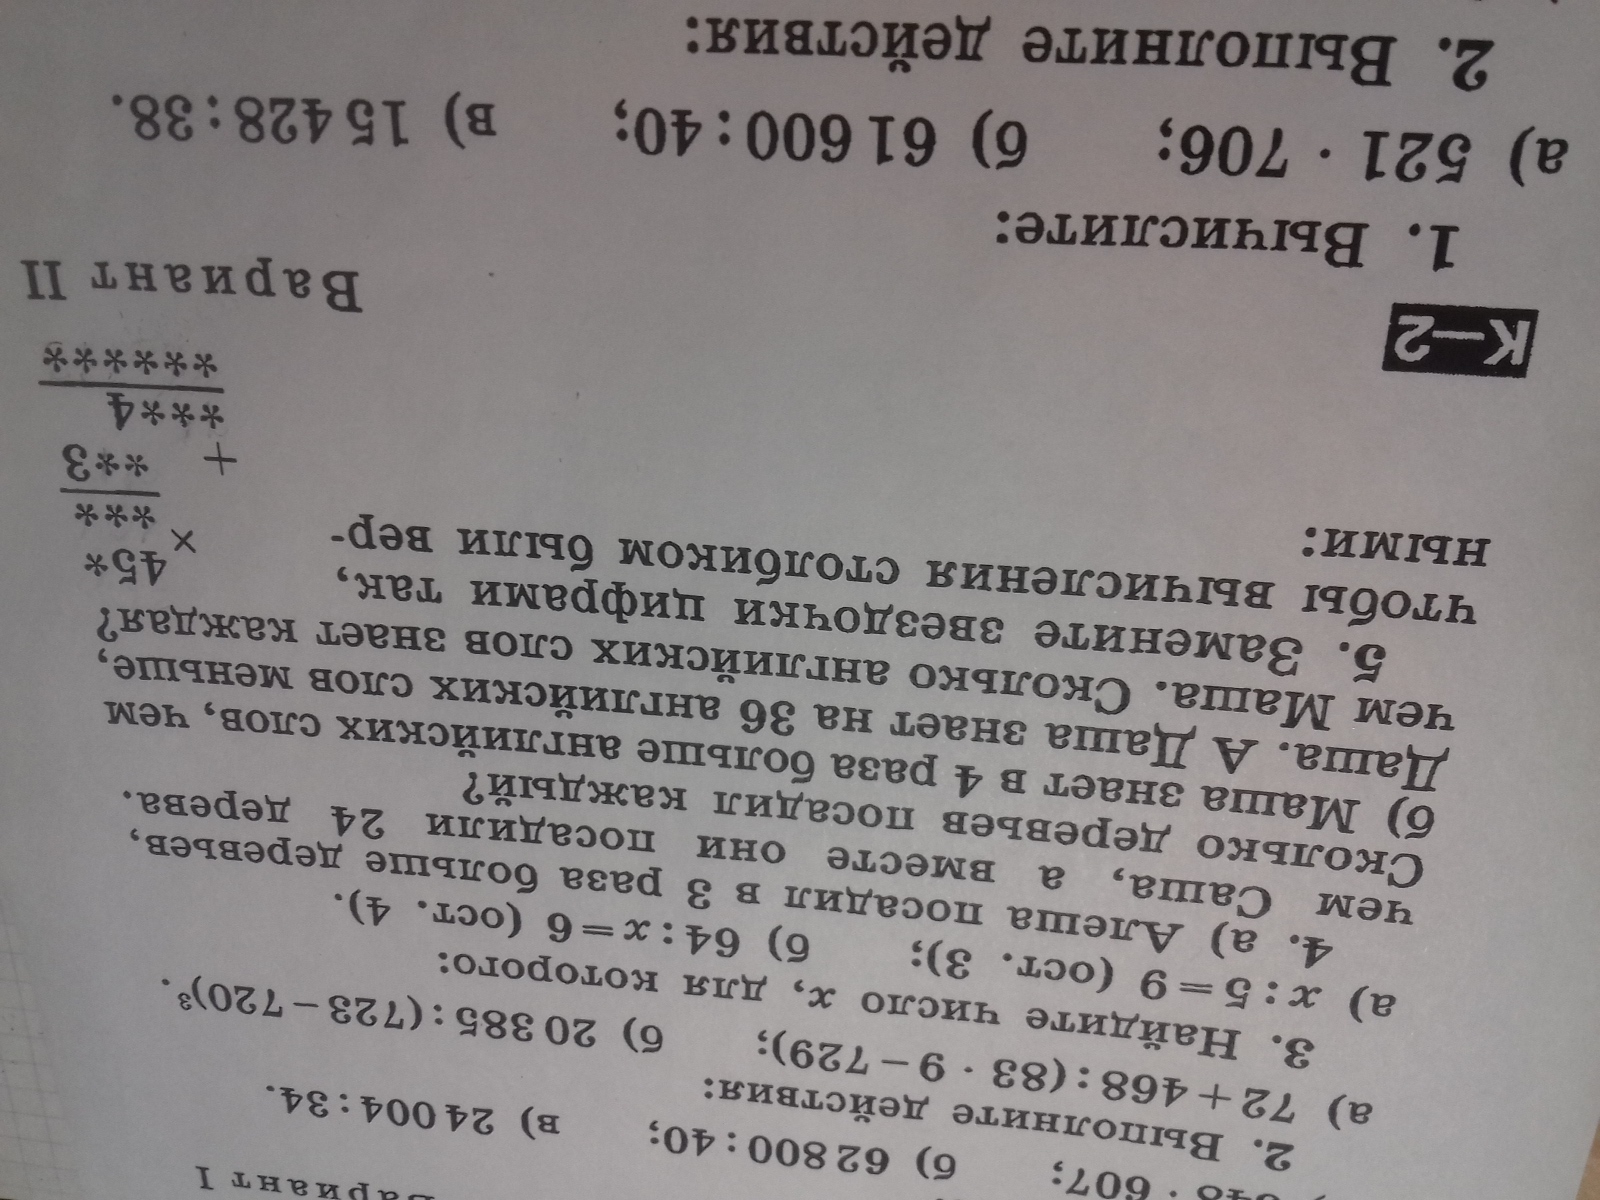 Вариант I
607; б) 62 800 : 40; в) 24 004 : 34.
2. Выполните действия:
а) 72 + 468 : (83 · 9 − 729); б) 20 385 : (723 − 720)³.
3. Найдите число x, для которого:
а) x : 5 = 9 (ост. 3); б) 64 : x = 6 (ост. 4).
4. а) Алеша посадил в 3 раза больше деревьев,
чем Саша, а вместе они посадили 24 дерева.
Сколько деревьев посадил каждый?
б) Маша знает в 4 раза больше английских слов, чем
Даша. А Даша знает на 36 английских слов меньше,
чем Маша. Сколько английских слов знает каждая?
5. Замените звездочки цифрами так,
чтобы вычисления столбиком были вер-
ными:
× 45*
***
+ **3
***4
******
К–2
Вариант II
1. Вычислите:
а) 521 · 706; б) 61 600 : 40; в) 15 428 : 38.
2. Выполните действия: